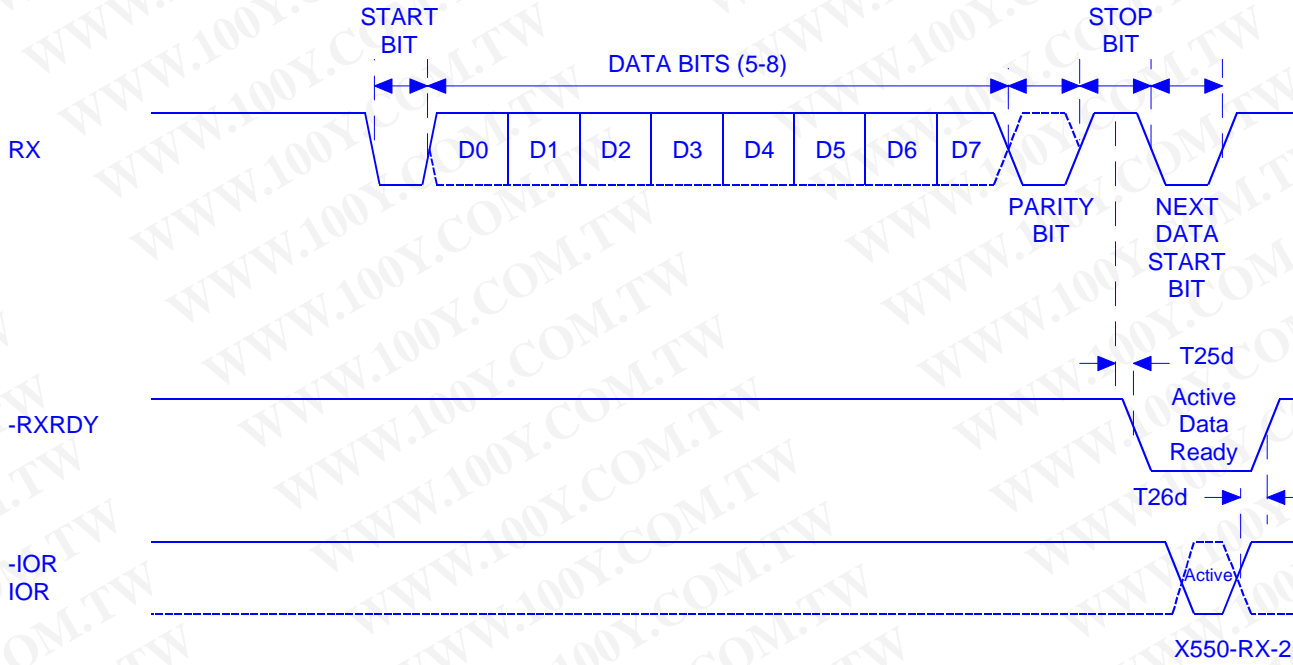 START
BIT
STOP
BIT
DATA BITS (5-8)
RX
D0 D1 D2 D3 D4 D5 D6 D7
PARITY
BIT
NEXT
DATA
START
BIT
T25d
-RXRDY
Active
Data
Ready
T26d
-IOR
IOR
Active
X550-RX-2
WWW.100Y.COM.TW